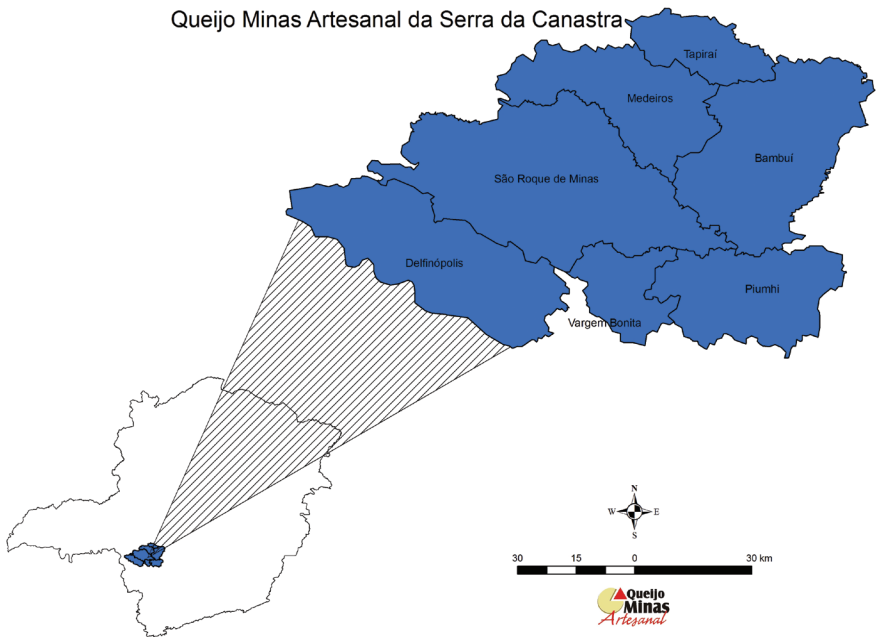 Queijo Minas Artesanal da Serra da Canastra
Tapiraí
Medeiros
Bambuí
São Roque de Minas
Delfinópolis
Piumhi
Vargem Bonita
N
W E
S
30 15 0 30 km
Queijo
Minas
Artesanal